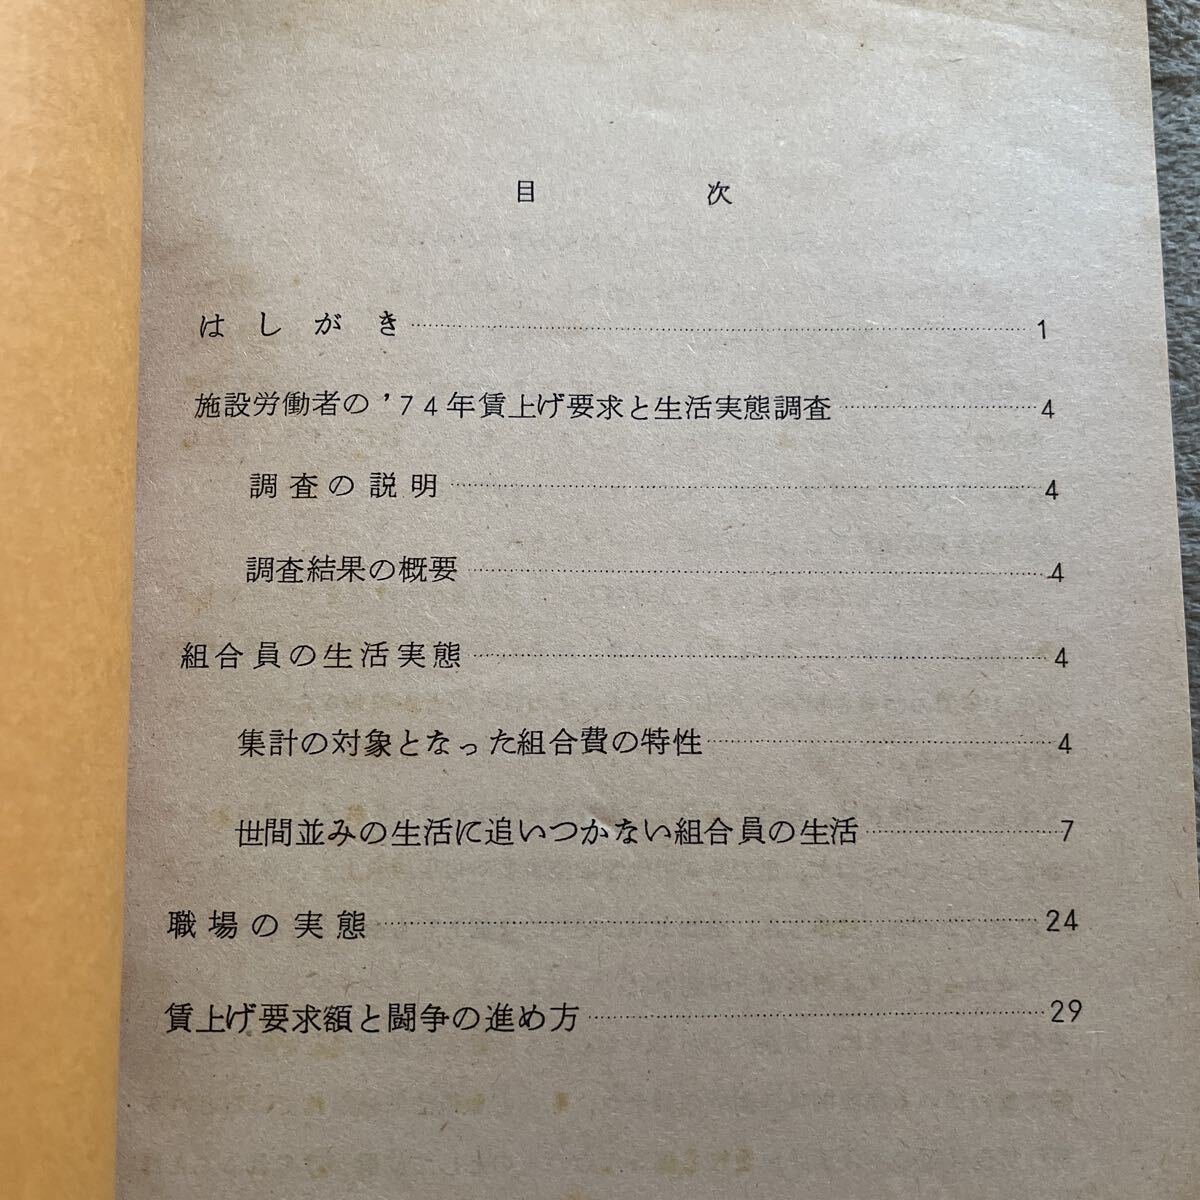 目　次
はしがき……1
施設労働者の'74年賃上げ要求と生活実態調査……4
調査の説明……4
調査結果の概要……4
組合員の生活実態……4
集計の対象となった組合費の特性……4
世間並みの生活に追いつかない組合員の生活……7
職場の実態……24
賃上げ要求額と闘争の進め方……29